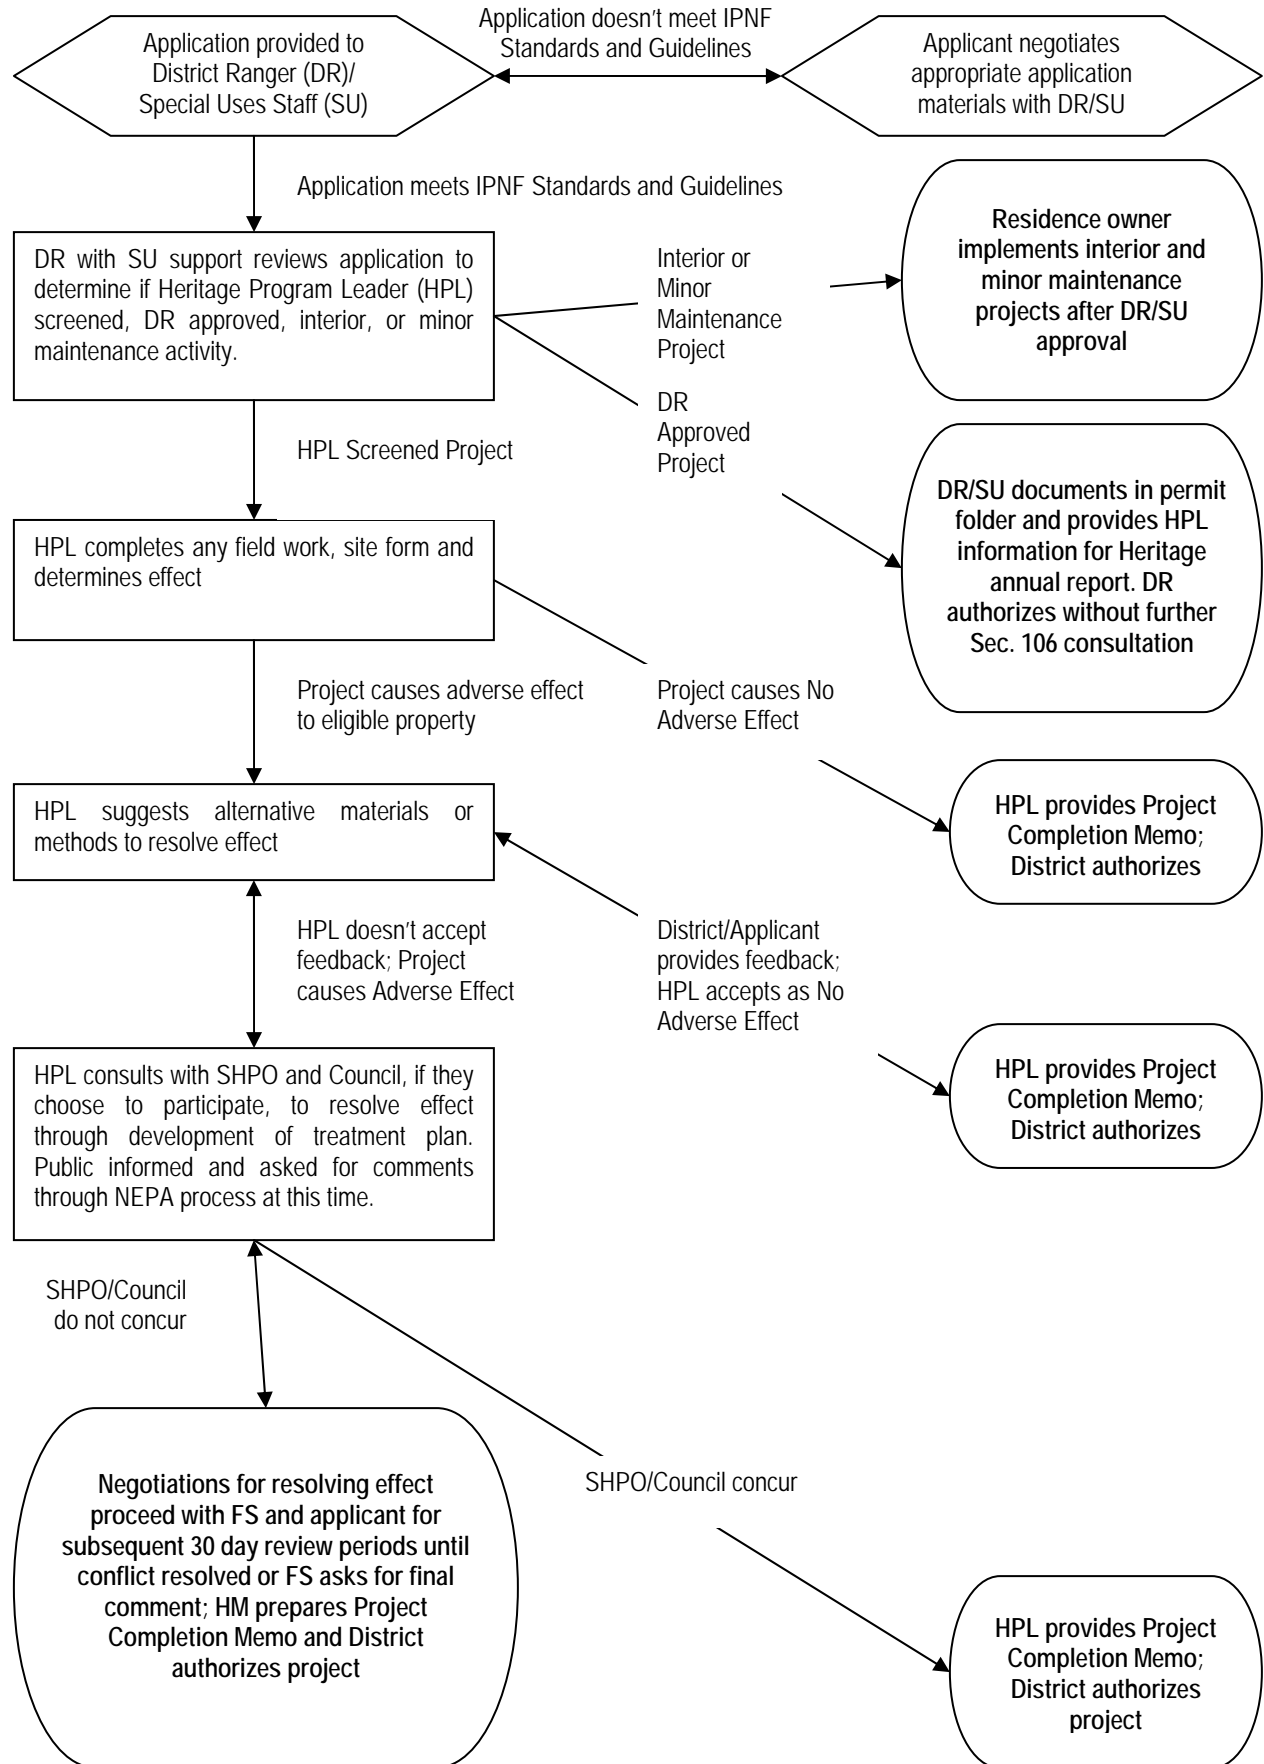 Application provided to
District Ranger (DR)/
Special Uses Staff (SU)
Application doesn't meet IPNF
Standards and Guidelines
Applicant negotiates
appropriate application
materials with DR/SU
Application meets IPNF Standards and Guidelines
DR with SU support reviews application to
determine if Heritage Program Leader (HPL)
screened, DR approved, interior, or minor
maintenance activity.
Interior or
Minor
Maintenance
Project
Residence owner
implements interior and
minor maintenance
projects after DR/SU
approval
DR
Approved
Project
DR/SU documents in permit
folder and provides HPL
information for Heritage
annual report. DR
authorizes without further
Sec. 106 consultation
HPL Screened Project
HPL completes any field work, site form and
determines effect
Project causes adverse effect
to eligible property
Project causes No
Adverse Effect
HPL provides Project
Completion Memo;
District authorizes
HPL suggests alternative materials or
methods to resolve effect
HPL doesn't accept
feedback; Project
causes Adverse Effect
District/Applicant
provides feedback;
HPL accepts as No
Adverse Effect
HPL provides Project
Completion Memo;
District authorizes
HPL consults with SHPO and Council, if they
choose to participate, to resolve effect
through development of treatment plan.
Public informed and asked for comments
through NEPA process at this time.
SHPO/Council
do not concur
Negotiations for resolving effect
proceed with FS and applicant for
subsequent 30 day review periods until
conflict resolved or FS asks for final
comment; HM prepares Project
Completion Memo and District
authorizes project
SHPO/Council concur
HPL provides Project
Completion Memo;
District authorizes
project